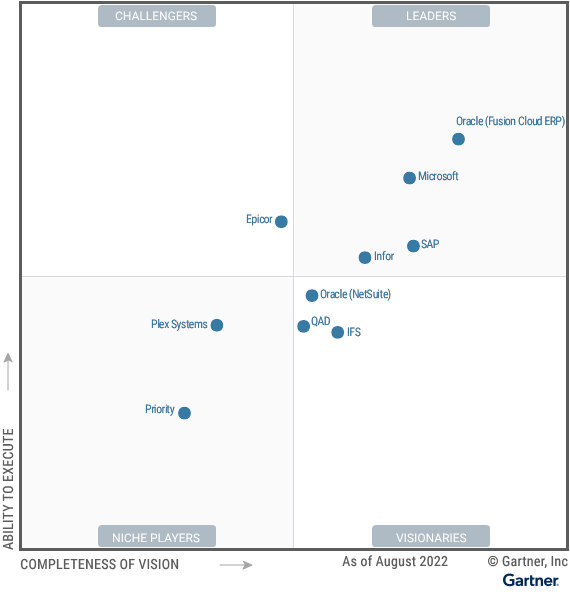 CHALLENGERS
LEADERS
Oracle (Fusion Cloud ERP)
Microsoft
Epicor
SAP
Infor
Oracle (NetSuite)
QAD
Plex Systems
IFS
Priority
ABILITY TO EXECUTE
NICHE PLAYERS
VISIONARIES
COMPLETENESS OF VISION
As of August 2022
© Gartner, Inc
Gartner